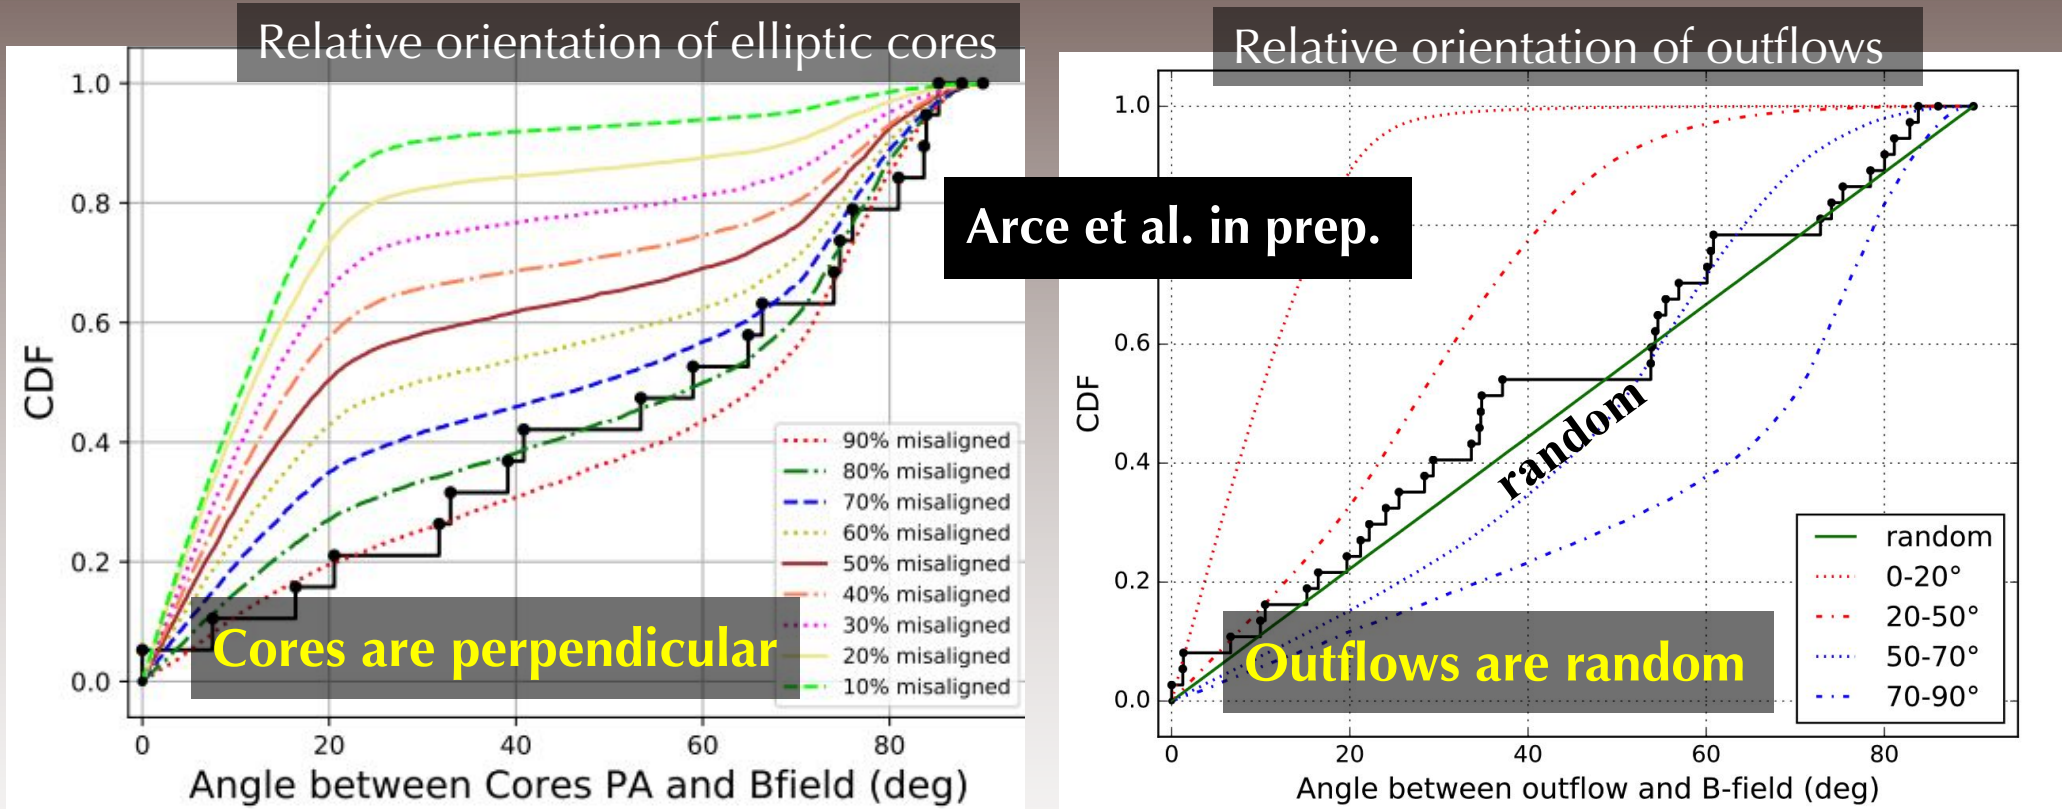 Relative orientation of elliptic cores
1.0
0.8
0.6
0.4
0.2
0.0
CDF
90% misaligned
80% misaligned
70% misaligned
60% misaligned
50% misaligned
40% misaligned
30% misaligned
20% misaligned
10% misaligned
Cores are perpendicular
0 20 40 60 80
Angle between Cores PA and Bfield (deg)
Arce et al. in prep.
Relative orientation of outflows
1.0
0.6
0.4
0.2
0.0
CDF
random
random
0-20°
20-50°
50-70°
70-90°
Outflows are random
0 20 40 60 80
Angle between outflow and B-field (deg)